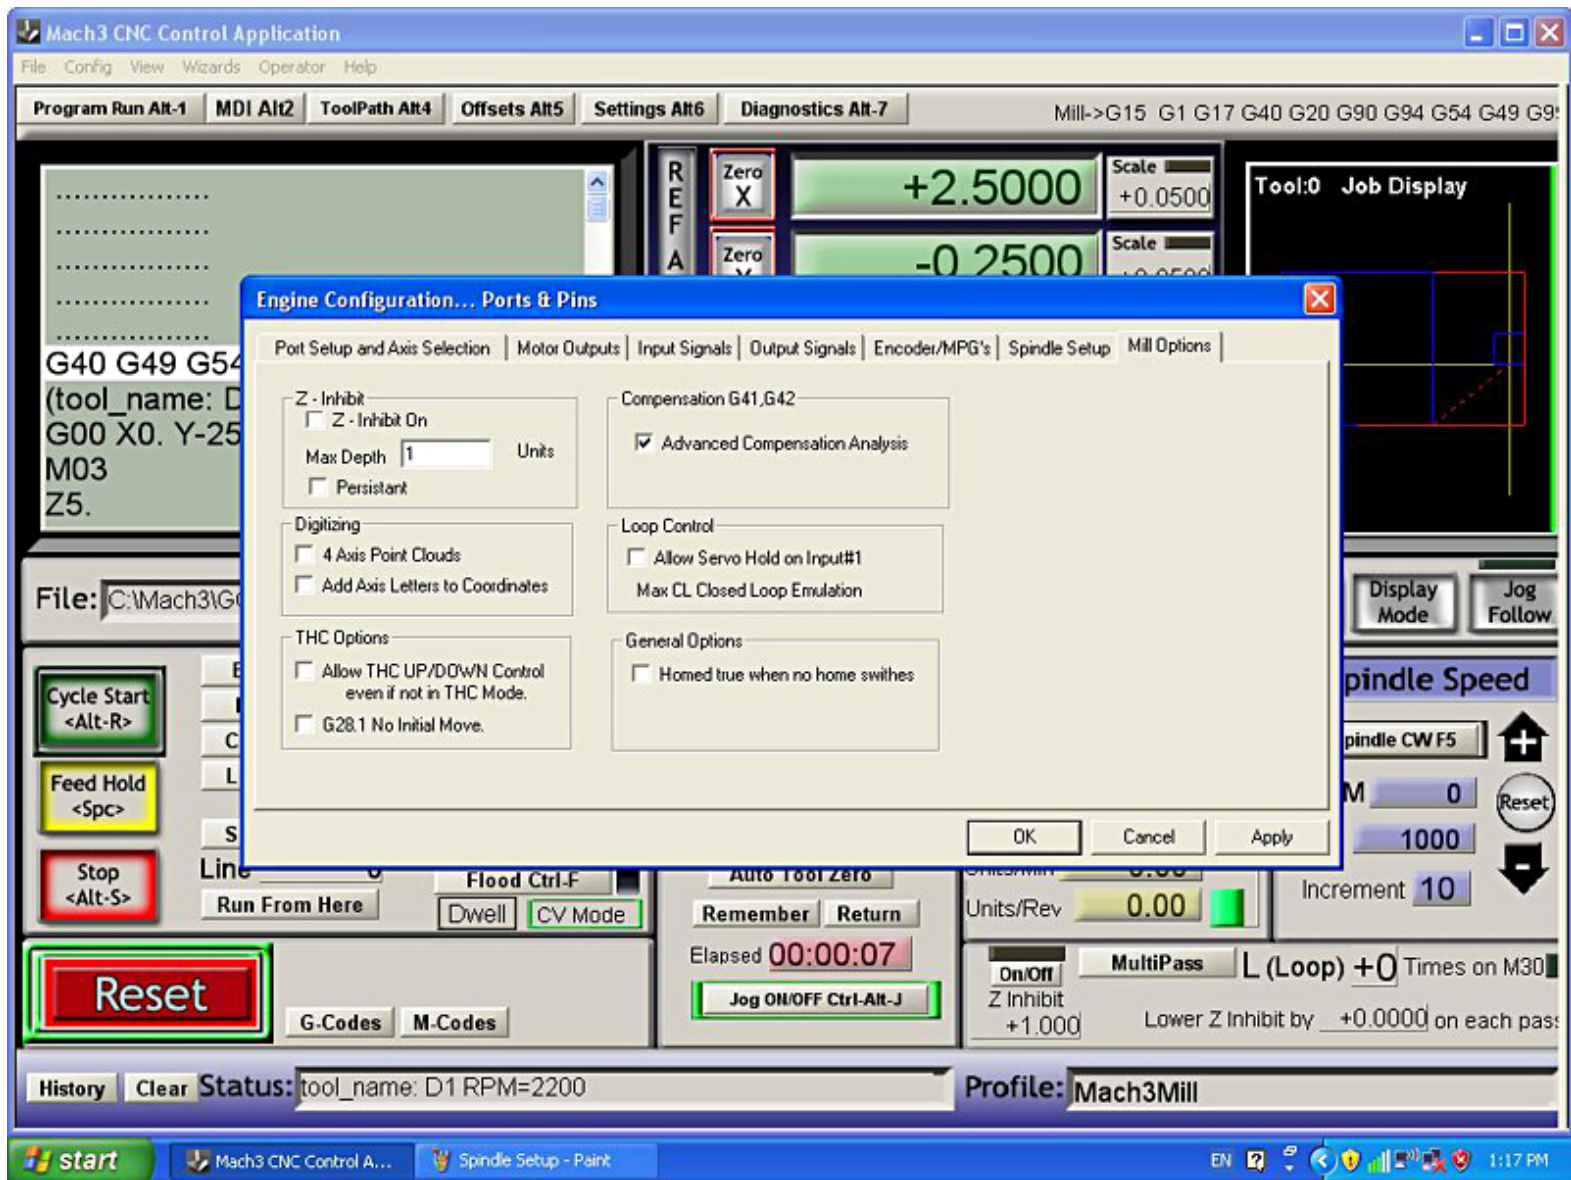 Mach3 CNC Control Application
File Config View Wizards Operator Help
Program Run Alt-1 MDI Alt2 ToolPath Alt4 Offsets Alt5 Settings Alt6 Diagnostics Alt-7 Mill->G15 G1 G17 G40 G20 G90 G94 G54 G49 G9
REF A
Zero X +2.5000 Scale +0.0500
Zero -0.2500 Scale
Tool:0 Job Display
G40 G49 G54
(tool_name: D
G00 X0. Y-25
M03
Z5.
Engine Configuration... Ports & Pins
Port Setup and Axis Selection Motor Outputs Input Signals Output Signals Encoder/MPG's Spindle Setup Mill Options
Z - Inhibit
Z - Inhibit On
Max Depth 1 Units
Persistant
Compensation G41,G42
Advanced Compensation Analysis
Digitizing
4 Axis Point Clouds
Add Axis Letters to Coordinates
Loop Control
Allow Servo Hold on Input#1
Max CL Closed Loop Emulation
THC Options
Allow THC UP/DOWN Control
even if not in THC Mode.
G28.1 No Initial Move.
General Options
Homed true when no home swithes
OK Cancel Apply
File: C:\Mach3\G
Display Mode
Jog Follow
Cycle Start
<Alt-R>
Feed Hold
<Spc>
Stop
<Alt-S>
C
L
S
Line
Run From Here
Flood Ctrl-F
Dwell CV Mode
Auto Tool Zero
Remember Return
Elapsed 00:00:07
Jog ON/OFF Ctrl-Alt-J
Units/Min 0.00
Units/Rev 0.00
pindle Speed
pindle CW F5
M 0
Reset
1000
Increment 10
Reset
G-Codes M-Codes
On/Off MultiPass L (Loop) +0 Times on M30
Z Inhibit
+1.000 Lower Z Inhibit by +0.0000 on each pas
History Clear Status: tool_name: D1 RPM=2200 Profile: Mach3Mill
start Mach3 CNC Control A... Spindle Setup - Paint EN 1:17 PM